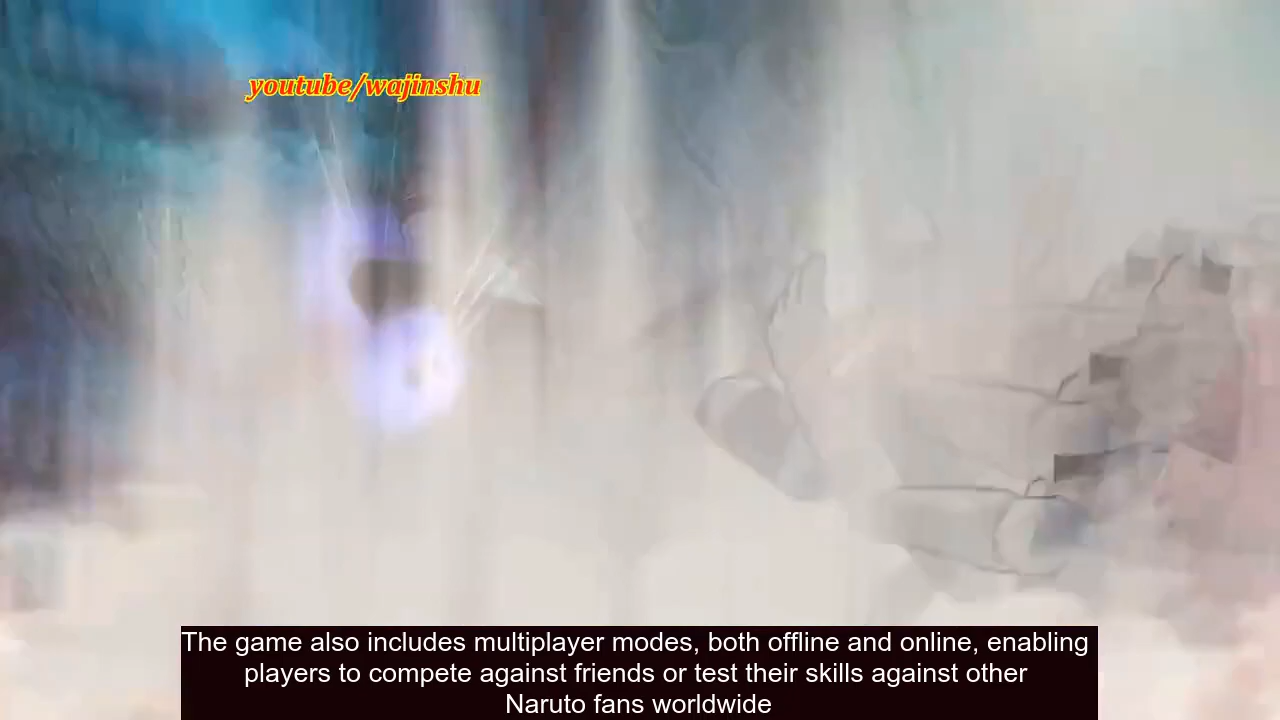 youtube/wajinshu
The game also includes multiplayer modes, both offline and online, enabling
players to compete against friends or test their skills against other
Naruto fans worldwide